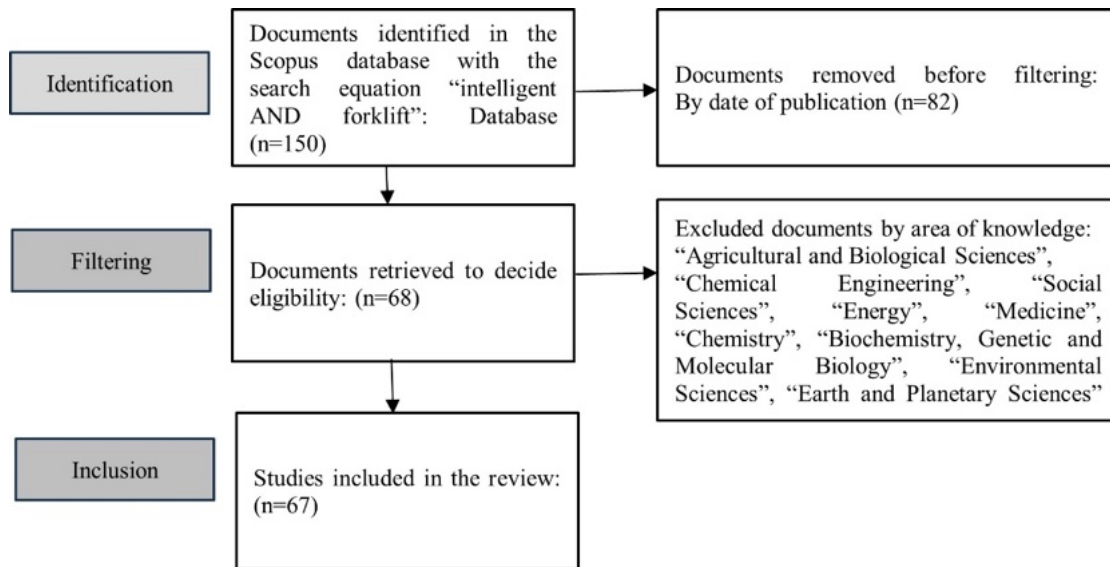 Identification
Documents identified in the
Scopus database with the
search equation “intelligent
AND forklift”: Database
(n=150)
Documents removed before filtering:
By date of publication (n=82)
Filtering
Documents retrieved to decide
eligibility: (n=68)
Excluded documents by area of knowledge:
“Agricultural and Biological Sciences”,
“Chemical Engineering”, “Social
Sciences”, “Energy”, “Medicine”,
“Chemistry”, “Biochemistry, Genetic and
Molecular Biology”, “Environmental
Sciences”, “Earth and Planetary Sciences”
Inclusion
Studies included in the review:
(n=67)